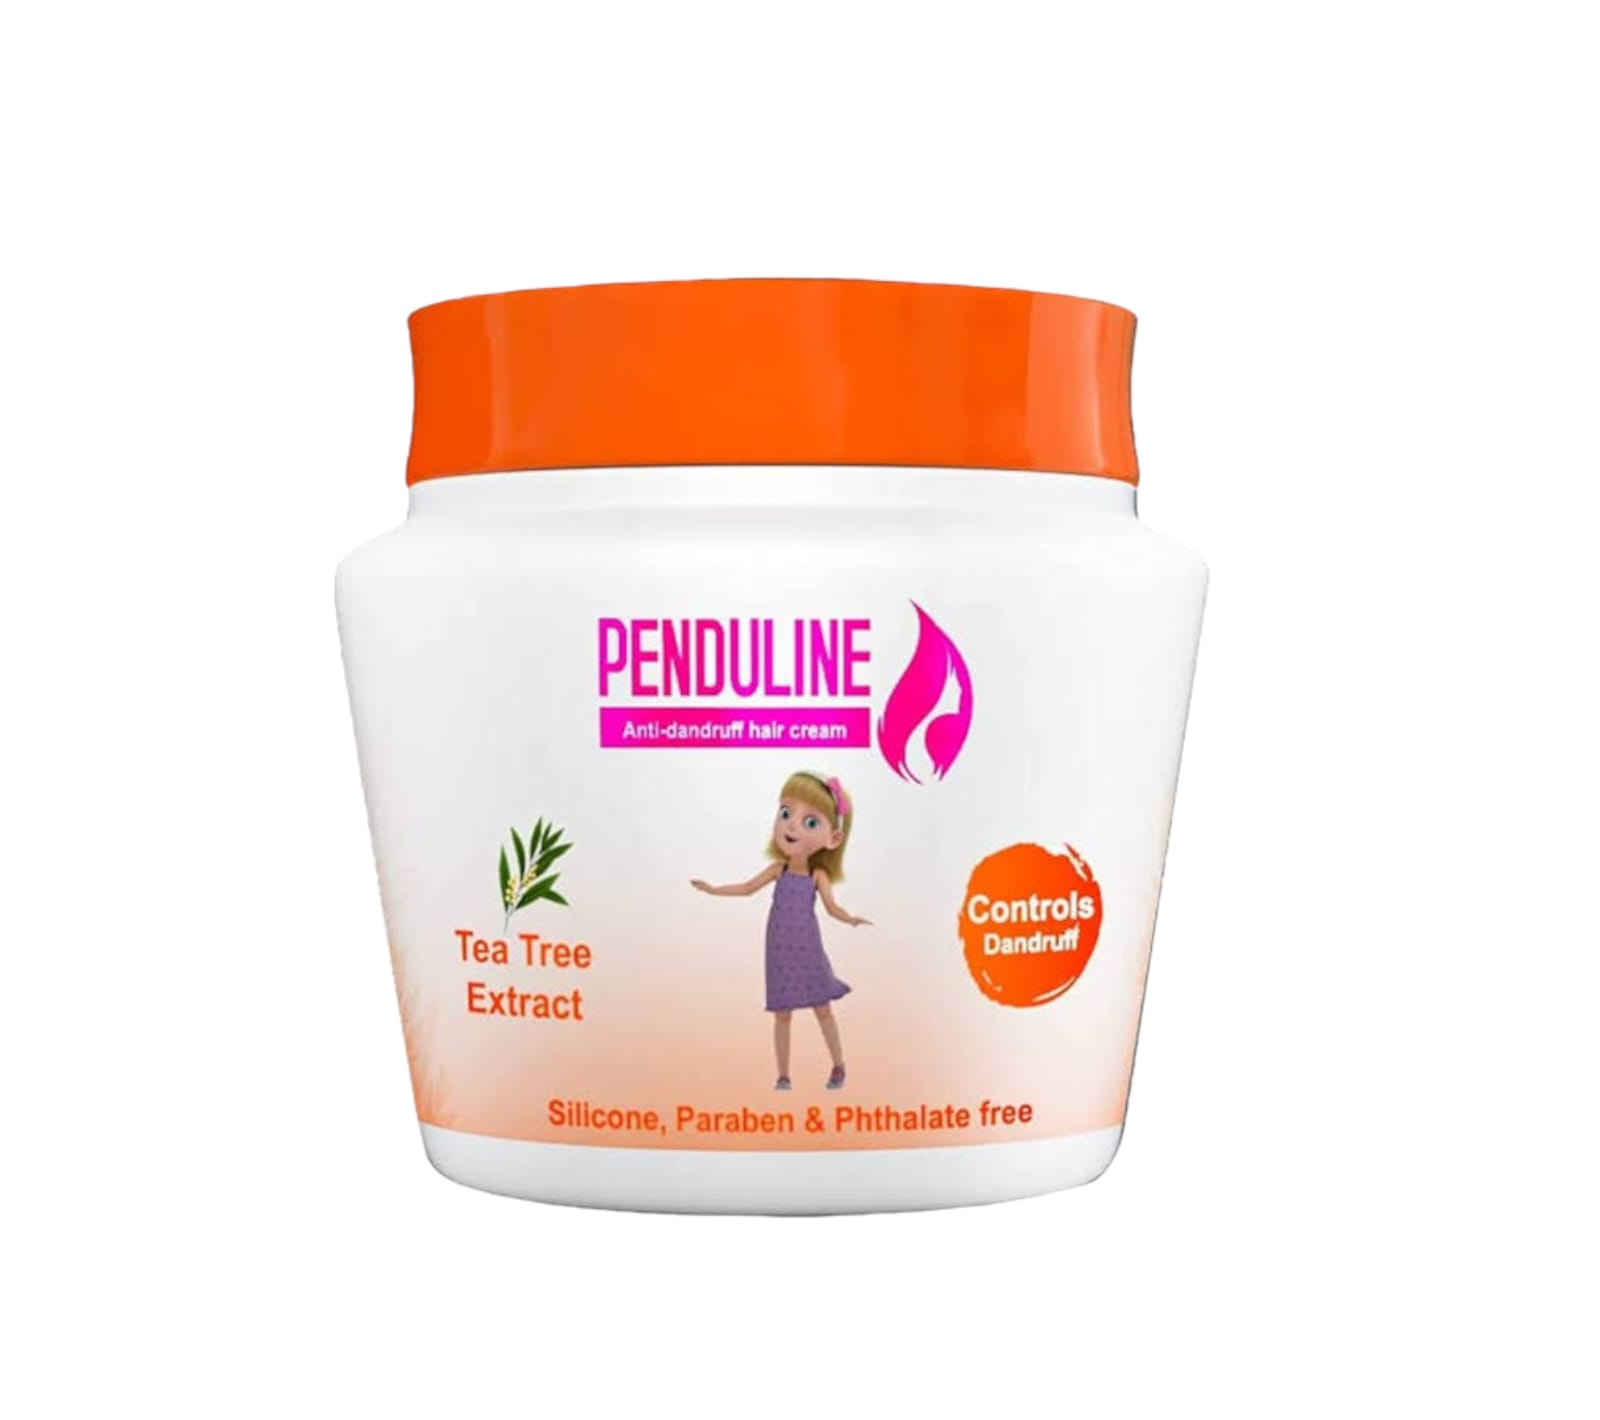 PENDULINE
Anti-dandruff hair cream
Tea Tree
Extract
Controls
Dandruff
Silicone, Paraben & Phthalate free